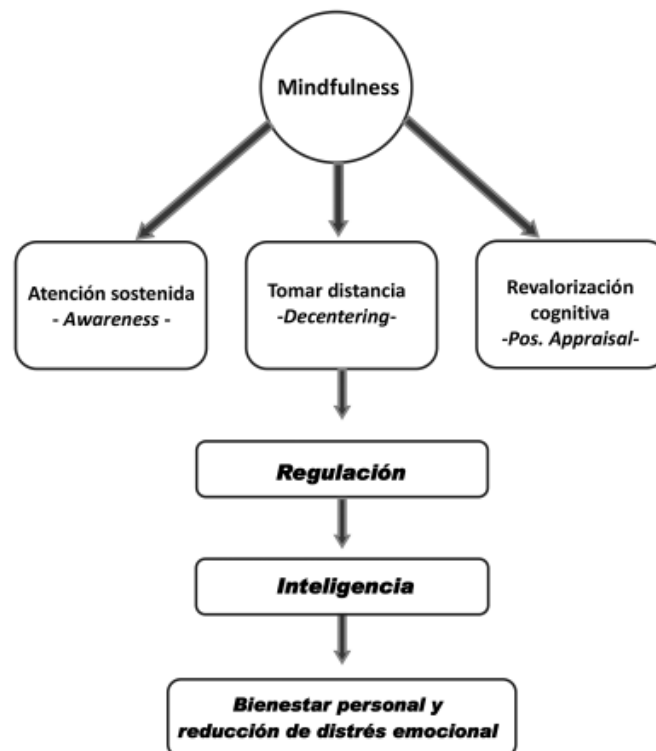 Mindfulness
Atención sostenida
- Awareness -
Tomar distancia
-Decentering-
Revalorización
cognitiva
-Pos. Appraisal-
Regulación
Inteligencia
Bienestar personal y
reducción de distrés emocional